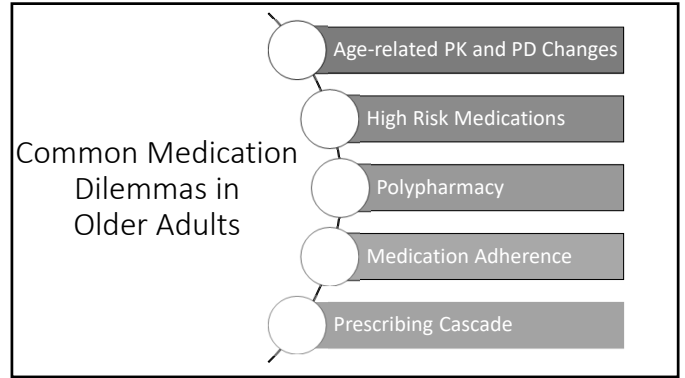 Common Medication
Dilemmas in
Older Adults
Age-related PK and PD Changes
High Risk Medications
Polypharmacy
Medication Adherence
Prescribing Cascade